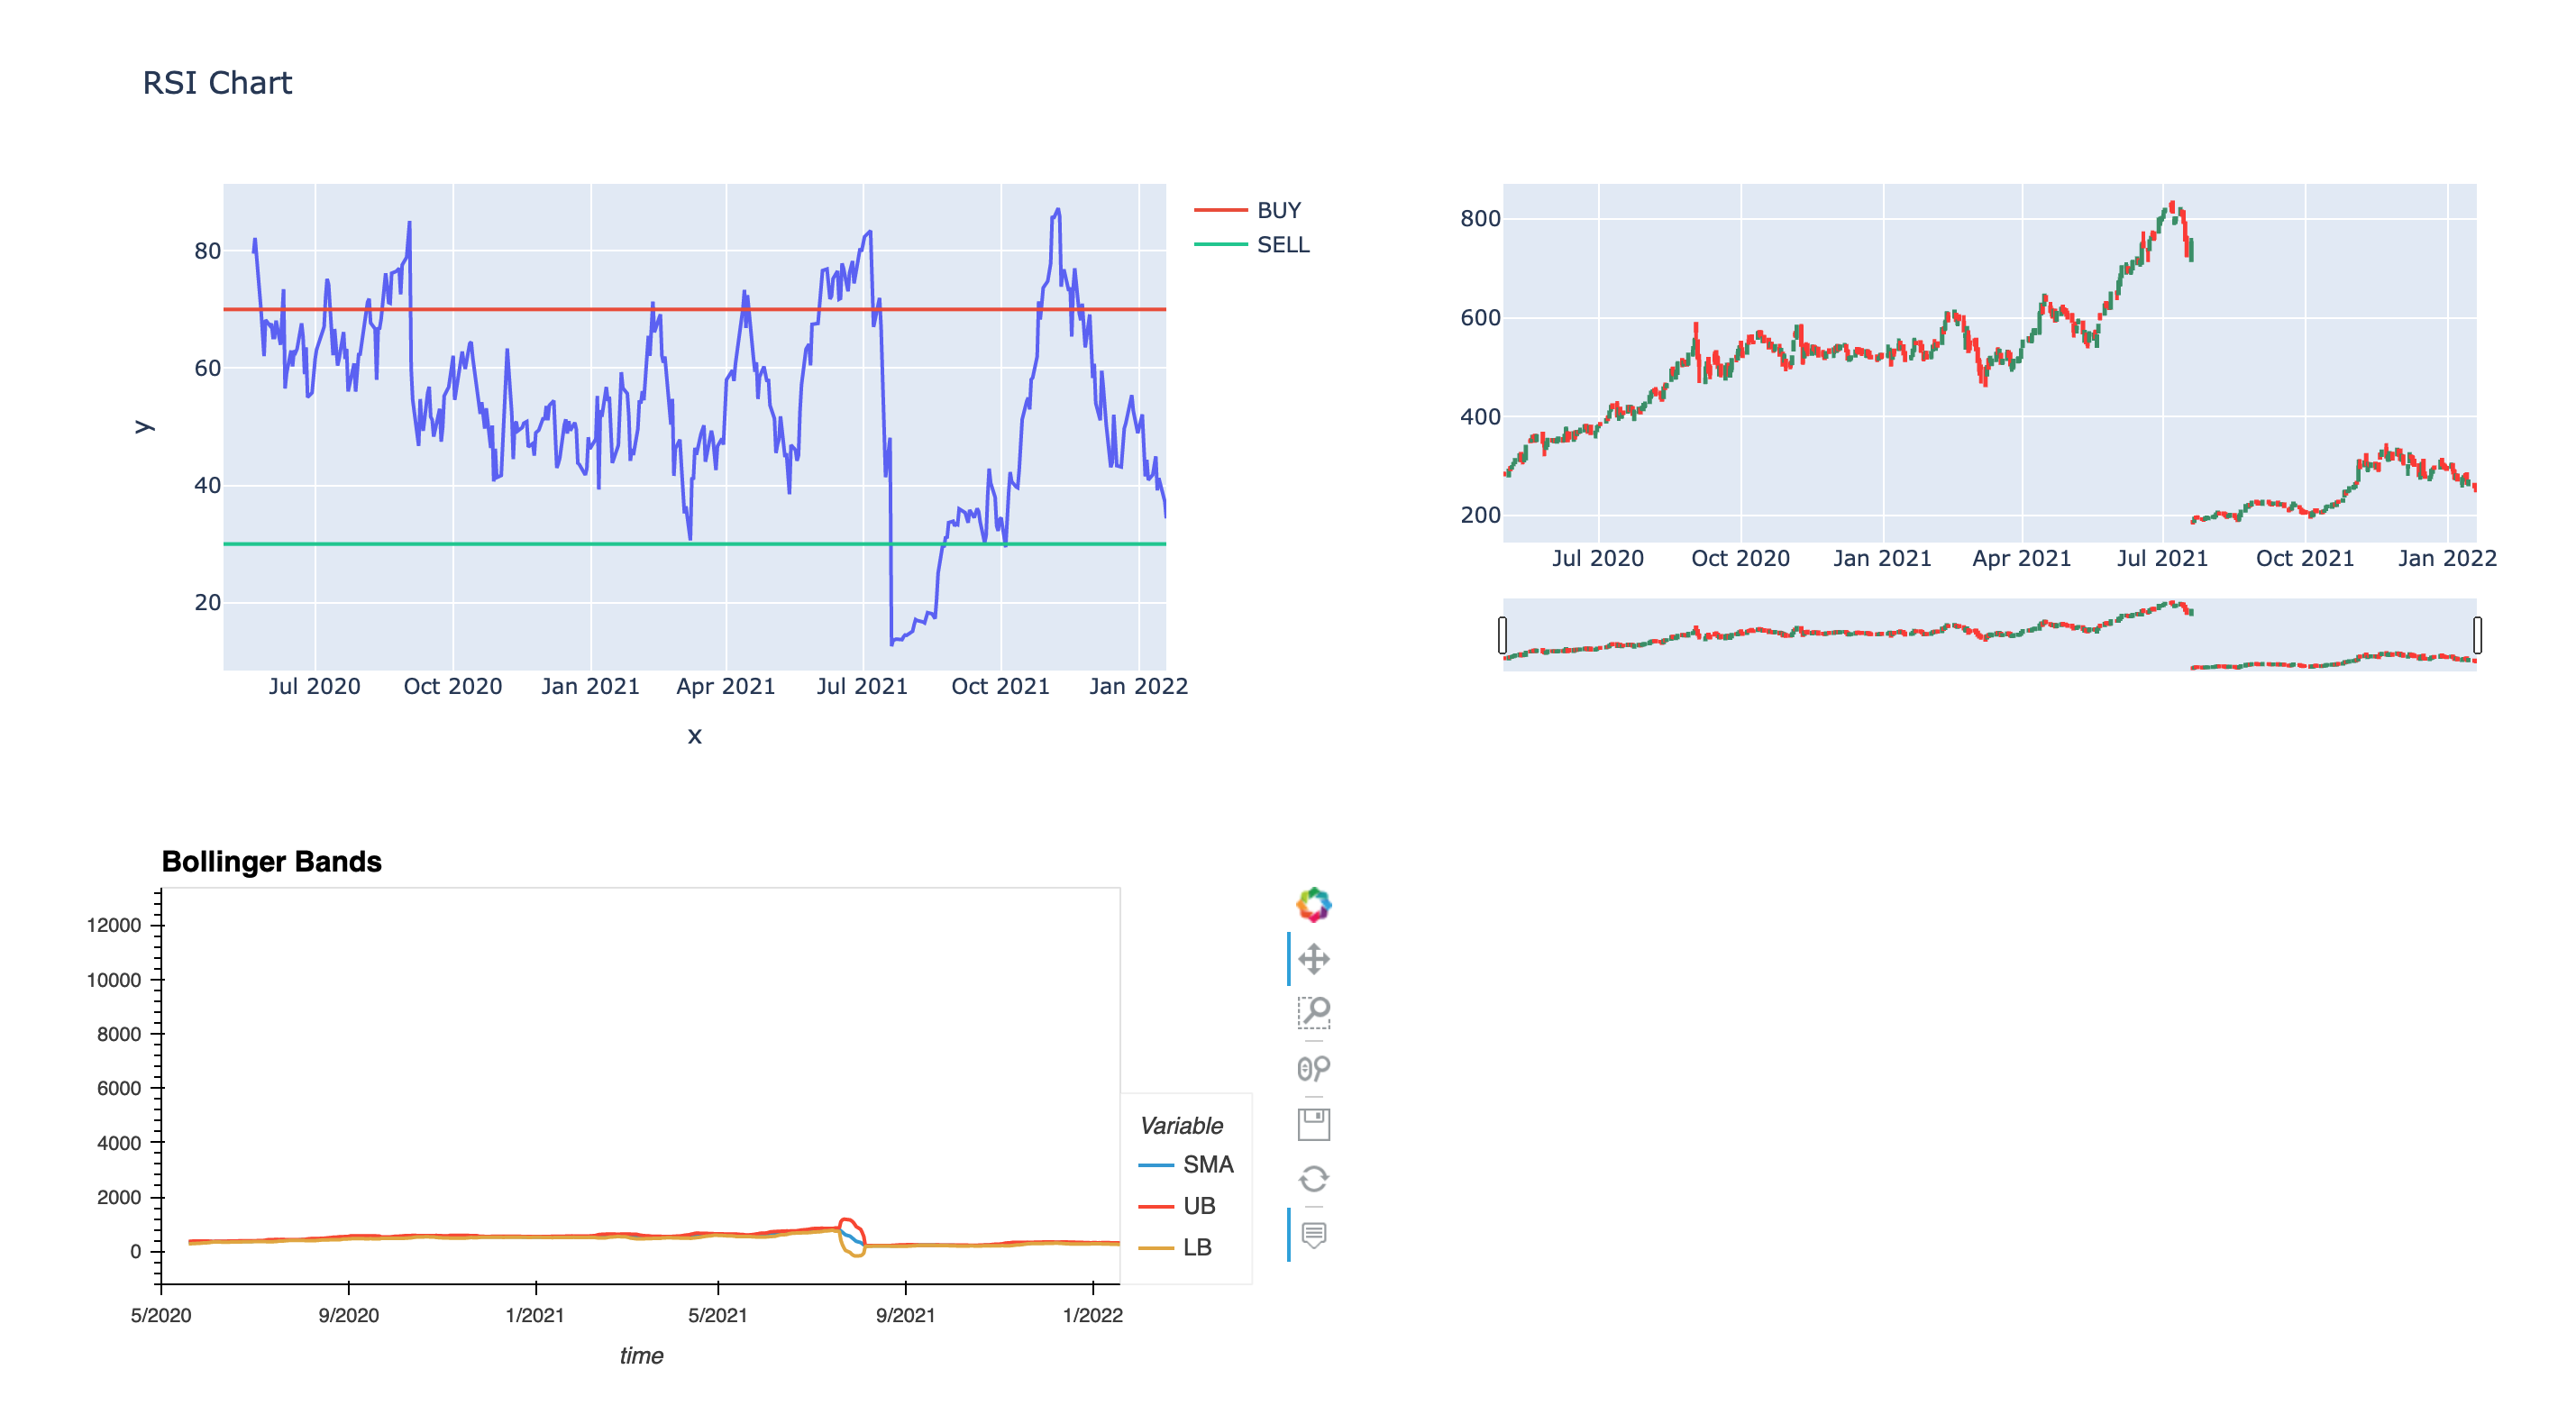 RSI Chart
BUY
SELL
80
60
40
20
y
Jul 2020 Oct 2020 Jan 2021 Apr 2021 Jul 2021 Oct 2021 Jan 2022
x
800
600
400
200
Jul 2020 Oct 2020 Jan 2021 Apr 2021 Jul 2021 Oct 2021 Jan 2022
Bollinger Bands
12000
10000
8000
6000
4000
2000
0
5/2020 9/2020 1/2021 5/2021 9/2021 1/2022
time
Variable
SMA
UB
LB